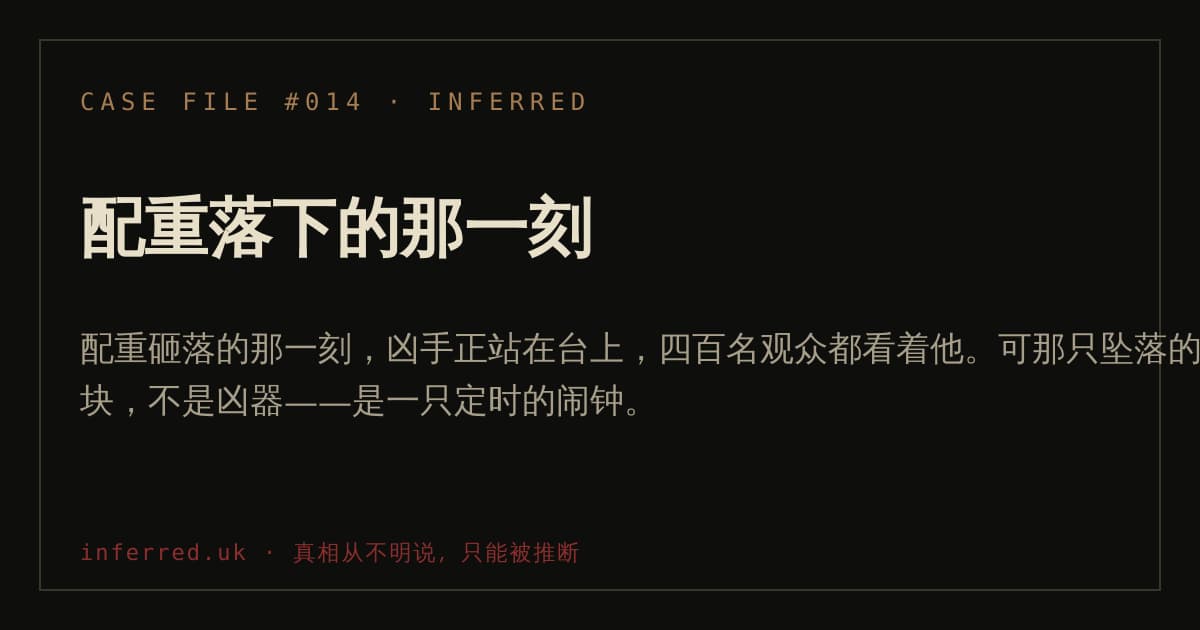 CASE FILE #014 · INFERRED
配重落下的那一刻
配重砸落的那一刻，凶手正站在台上，四百名观众都看着他。可那只坠落的
块，不是凶器——是一只定时的闹钟。
inferred.uk · 真相从不明说，只能被推断